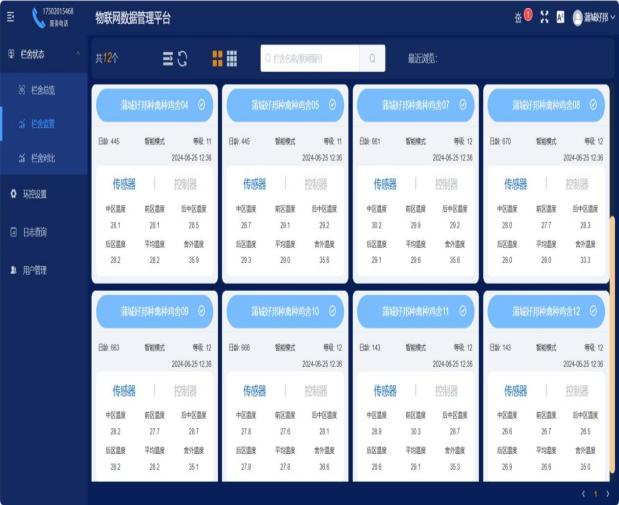 17502015468
服务电话
物联网数据管理平台
1
蒲城好邦
栏舍状态
栏舍总览
栏舍监控
栏舍对比
环控设置
日志查询
用户管理
共12个
栏舍名称/物联网编号
最近浏览:
蒲城好邦种禽种鸡舍04
日龄: 445 智能模式 等级: 11
2024-06-25 12:36
传感器 控制器
中区温度 前区温度 后中区温度
28.1 28.1 28.5
后区温度 平均温度 舍外温度
28.2 28.2 35.9
蒲城好邦种禽种鸡舍05
日龄: 445 智能模式 等级: 11
2024-06-25 12:36
传感器 控制器
中区温度 前区温度 后中区温度
28.7 29.1 29.2
后区温度 平均温度 舍外温度
29.3 29.0 35.6
蒲城好邦种禽种鸡舍07
日龄: 661 智能模式 等级: 12
2024-06-25 12:36
传感器 控制器
中区温度 前区温度 后中区温度
30.2 29.9 29.2
后区温度 平均温度 舍外温度
29.1 29.6 35.6
蒲城好邦种禽种鸡舍08
日龄: 670 智能模式 等级: 12
2024-06-25 12:36
传感器 控制器
中区温度 前区温度 后中区温度
28.0 27.7 28.3
后区温度 平均温度 舍外温度
28.0 28.0 33.3
蒲城好邦种禽种鸡舍09
日龄: 663 智能模式 等级: 12
2024-06-25 12:36
传感器 控制器
中区温度 前区温度 后中区温度
28.2 27.7 28.7
后区温度 平均温度 舍外温度
28.2 28.2 35.1
蒲城好邦种禽种鸡舍10
日龄: 666 智能模式 等级: 12
2024-06-25 12:36
传感器 控制器
中区温度 前区温度 后中区温度
27.8 27.6 28.1
后区温度 平均温度 舍外温度
27.8 27.8 36.6
蒲城好邦种禽种鸡舍11
日龄: 143 智能模式 等级: 12
2024-06-25 12:36
传感器 控制器
中区温度 前区温度 后中区温度
28.9 30.3 28.7
后区温度 平均温度 舍外温度
28.6 29.1 35.3
蒲城好邦种禽种鸡舍12
日龄: 143 智能模式 等级: 12
2024-06-25 12:36
传感器 控制器
中区温度 前区温度 后中区温度
26.6 26.7 26.5
后区温度 平均温度 舍外温度
26.9 26.6 35.0
1